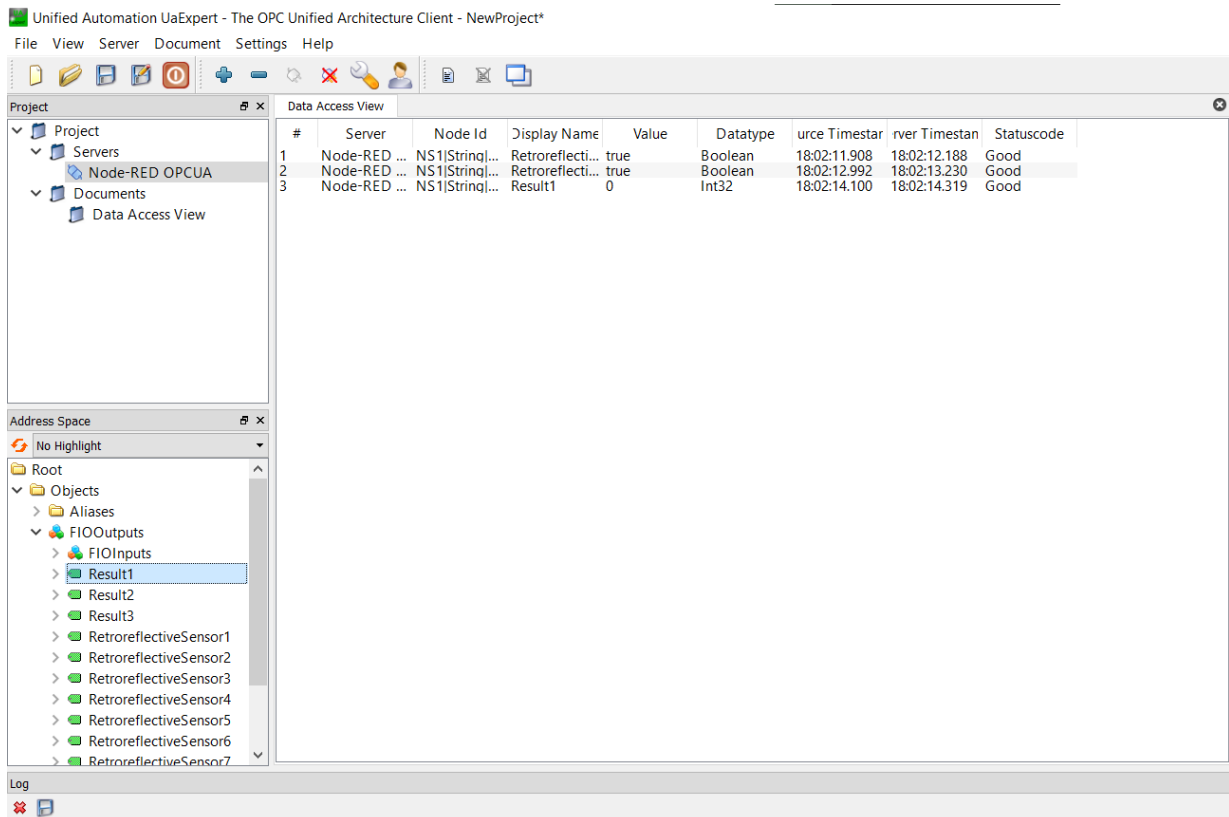 Unified Automation UaExpert - The OPC Unified Architecture Client - NewProject*
File View Server Document Settings Help
Project
Project
Servers
Node-RED OPCUA
Documents
Data Access View
Data Access View
# Server Node Id Display Name Value Datatype urce Timestar rver Timestan Statuscode
1 Node-RED ... NS1|String|... Retroreflecti... true Boolean 18:02:11.908 18:02:12.188 Good
2 Node-RED ... NS1|String|... Retroreflecti... true Boolean 18:02:12.992 18:02:13.230 Good
3 Node-RED ... NS1|String|... Result1 0 Int32 18:02:14.100 18:02:14.319 Good
Address Space
No Highlight
Root
Objects
Aliases
FIOOutputs
FIOInputs
Result1
Result2
Result3
RetroreflectiveSensor1
RetroreflectiveSensor2
RetroreflectiveSensor3
RetroreflectiveSensor4
RetroreflectiveSensor5
RetroreflectiveSensor6
RetroreflectiveSensor7
Log